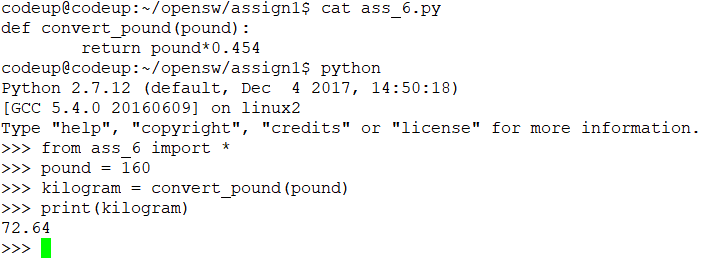 codeup@codeup:~/opensw/assign1$ cat ass_6.py
def convert_pound(pound):
        return pound*0.454
codeup@codeup:~/opensw/assign1$ python
Python 2.7.12 (default, Dec  4 2017, 14:50:18)
[GCC 5.4.0 20160609] on linux2
Type "help", "copyright", "credits" or "license" for more information.
>>> from ass_6 import *
>>> pound = 160
>>> kilogram = convert_pound(pound)
>>> print(kilogram)
72.64
>>>